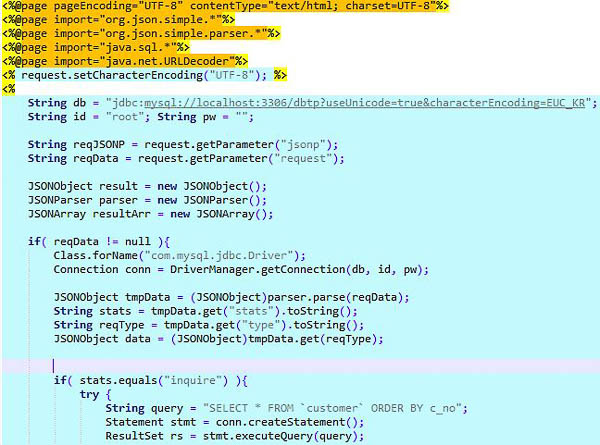 <%@page pageEncoding="UTF-8" contentType="text/html; charset=UTF-8"%>
<%@page import="org.json.simple.*"%>
<%@page import="org.json.simple.parser.*"%>
<%@page import="java.sql.*"%>
<%@page import="java.net.URLDecoder"%>
<% request.setCharacterEncoding("UTF-8"); %>
<%
String db = "jdbc:mysql://localhost:3306/dbtp?useUnicode=true&characterEncoding=EUC_KR";
String id = "root"; String pw = "";
String reqJSONP = request.getParameter("jsonp");
String reqData = request.getParameter("request");
JSONObject result = new JSONObject();
JSONParser parser = new JSONParser();
JSONArray resultArr = new JSONArray();
if( reqData != null ){
Class.forName("com.mysql.jdbc.Driver");
Connection conn = DriverManager.getConnection(db, id, pw);
JSONObject tmpData = (JSONObject)parser.parse(reqData);
String stats = tmpData.get("stats").toString();
String reqType = tmpData.get("type").toString();
JSONObject data = (JSONObject)tmpData.get(reqType);
if( stats.equals("inquire") ){
try {
String query = "SELECT * FROM `customer` ORDER BY c_no";
Statement stmt = conn.createStatement();
ResultSet rs = stmt.executeQuery(query);